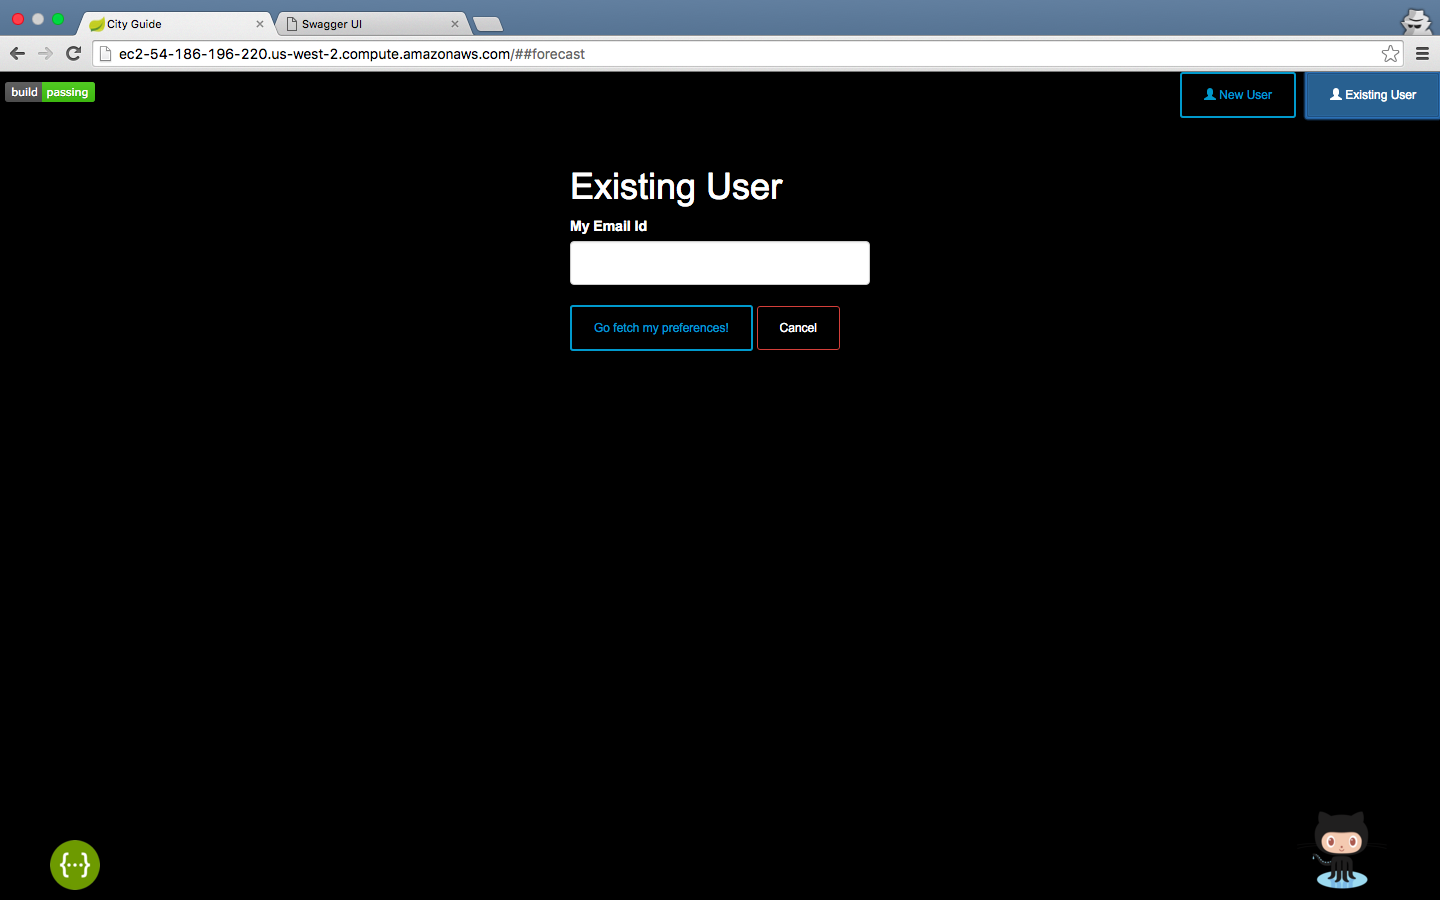 City Guide
Swagger UI
ec2-54-186-196-220.us-west-2.compute.amazonaws.com/##forecast
build passing
New User
Existing User
Existing User
My Email Id
Go fetch my preferences!
Cancel
{...}